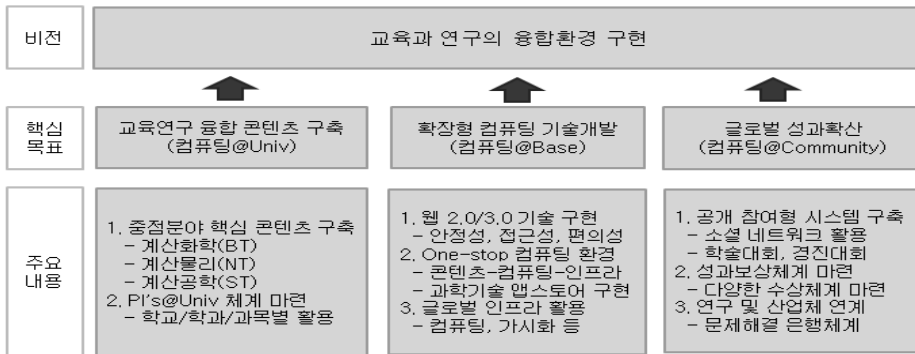 비전
교육과 연구의 융합환경 구현
핵심
목표
교육연구 융합 콘텐츠 구축
(컴퓨팅@Univ)
확장형 컴퓨팅 기술개발
(컴퓨팅@Base)
글로벌 성과확산
(컴퓨팅@Community)
주요
내용
1. 중점분야 핵심 콘텐츠 구축
- 계산화학(BT)
- 계산물리(NT)
- 계산공학(ST)
2. PI's@Univ 체계 마련
- 학교/학과/과목별 활용
1. 웹 2.0/3.0 기술 구현
- 안정성, 접근성, 편의성
2. One-stop 컴퓨팅 환경
- 콘텐츠-컴퓨팅-인프라
- 과학기술 앱스토어 구현
3. 글로벌 인프라 활용
- 컴퓨팅, 가시화 등
1. 공개 참여형 시스템 구축
- 소셜 네트워크 활용
- 학술대회, 경진대회
2. 성과보상체계 마련
- 다양한 수상체계 마련
3. 연구 및 산업체 연계
- 문제해결 은행체계